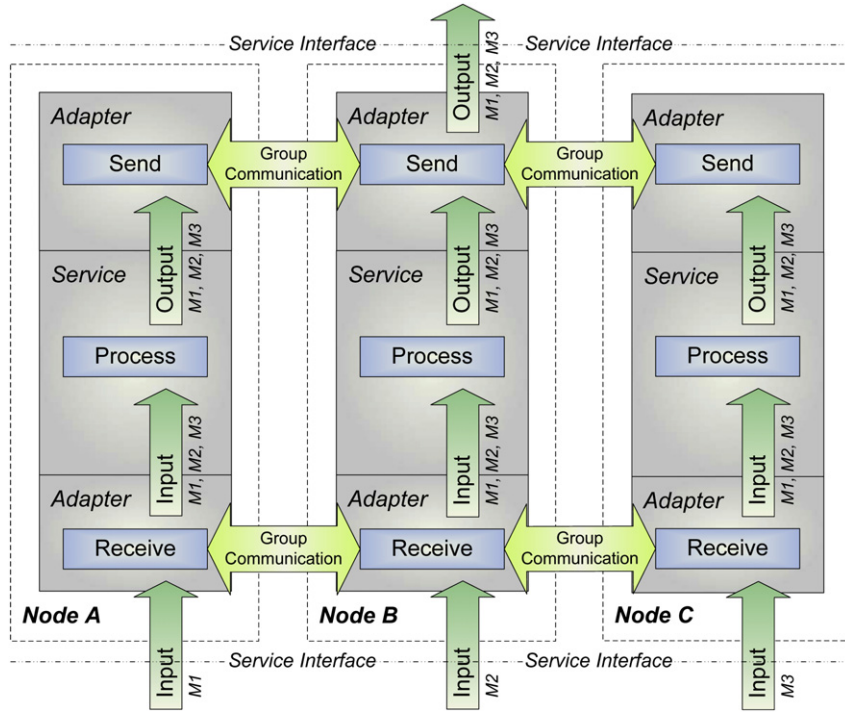 Output
M1, M2, M3
Service Interface
Service Interface
Adapter
Adapter
Adapter
Send
Group
Communication
Send
Group
Communication
Send
Output
M1, M2, M3
Output
M1, M2, M3
Output
M1, M2, M3
Service
Service
Service
Process
Process
Process
Input
M1, M2, M3
Input
M1, M2, M3
Input
M1, M2, M3
Adapter
Adapter
Adapter
Receive
Group
Communication
Receive
Group
Communication
Receive
Node A
Node B
Node C
Input
M1
Input
M2
Input
M3
Service Interface
Service Interface